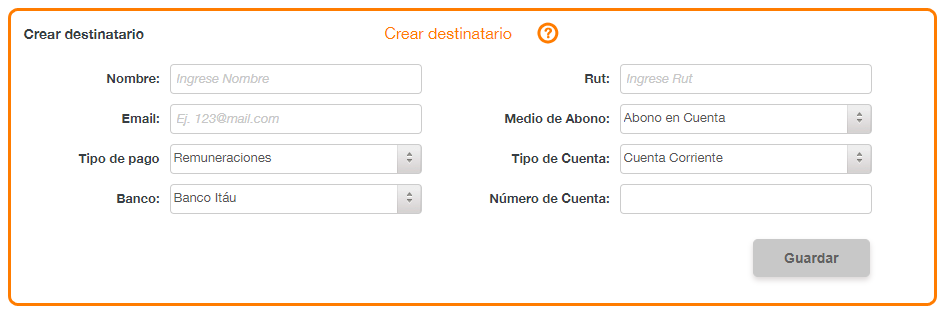 Crear destinatario
Crear destinatario ?
Nombre: Ingrese Nombre
Rut: Ingrese Rut
Email: Ej. 123@mail.com
Medio de Abono: Abono en Cuenta
Tipo de pago Remuneraciones
Tipo de Cuenta: Cuenta Corriente
Banco: Banco Itáu
Número de Cuenta:
Guardar